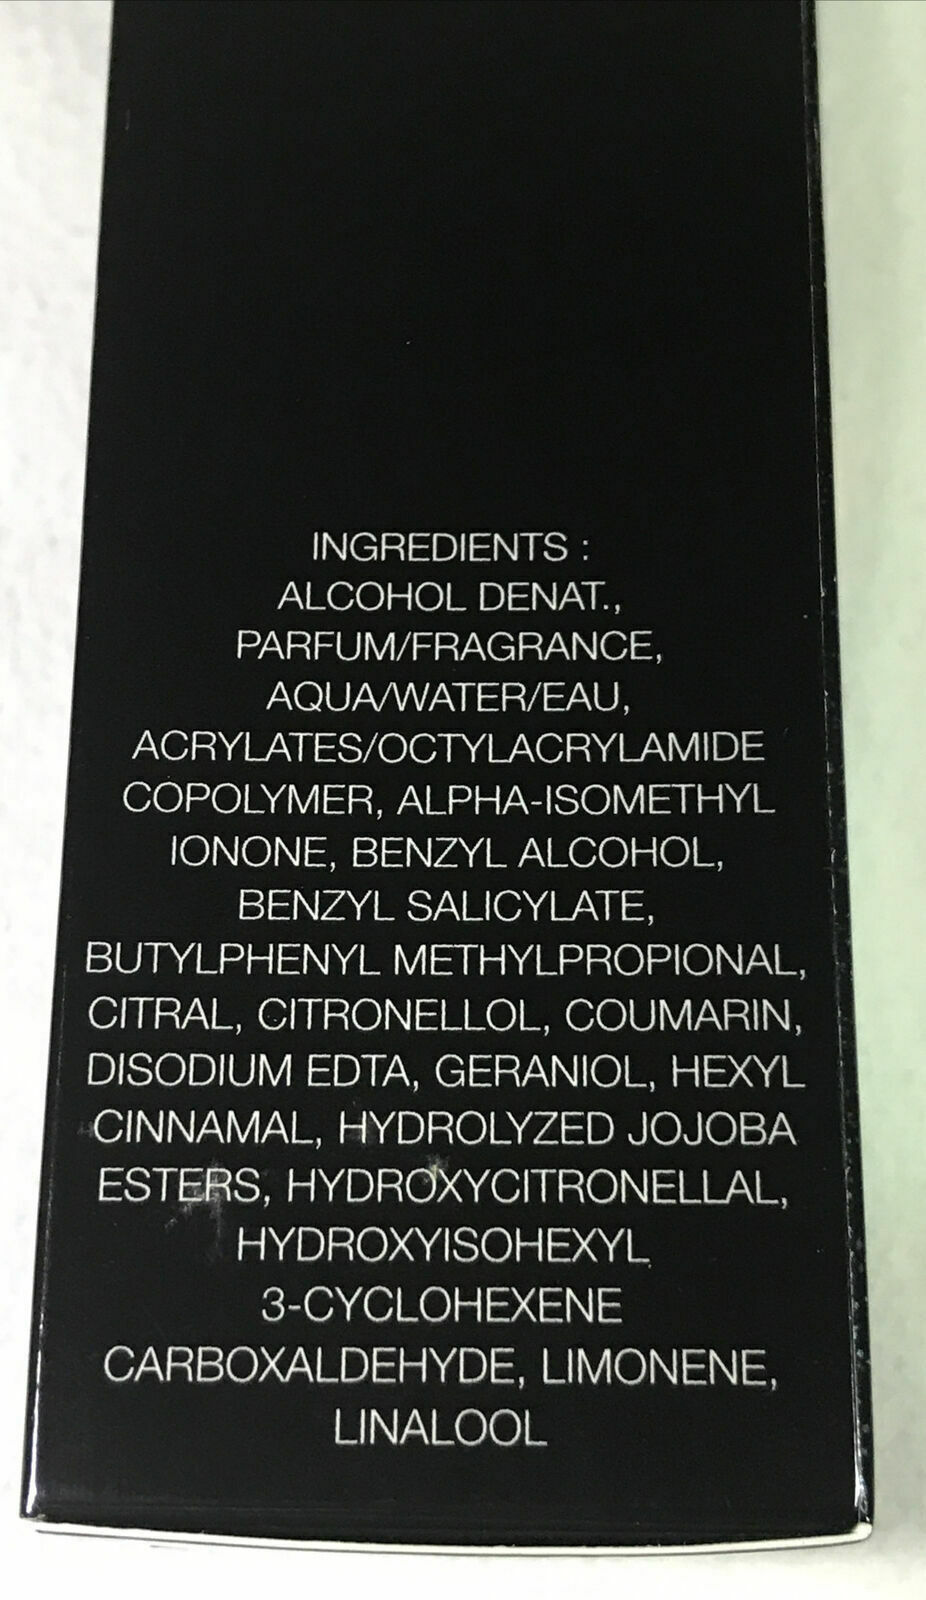 INGREDIENTS :
ALCOHOL DENAT.,
PARFUM/FRAGRANCE,
AQUA/WATER/EAU,
ACRYLATES/OCTYLACRYLAMIDE
COPOLYMER, ALPHA-ISOMETHYL
IONONE, BENZYL ALCOHOL,
BENZYL SALICYLATE,
BUTYLPHENYL METHYLPROPIONAL,
CITRAL, CITRONELLOL, COUMARIN,
DISODIUM EDTA, GERANIOL, HEXYL
CINNAMAL, HYDROLYZED JOJOBA
ESTERS, HYDROXYCITRONELLAL,
HYDROXYISOHEXYL
3-CYCLOHEXENE
CARBOXALDEHYDE, LIMONENE,
LINALOOL